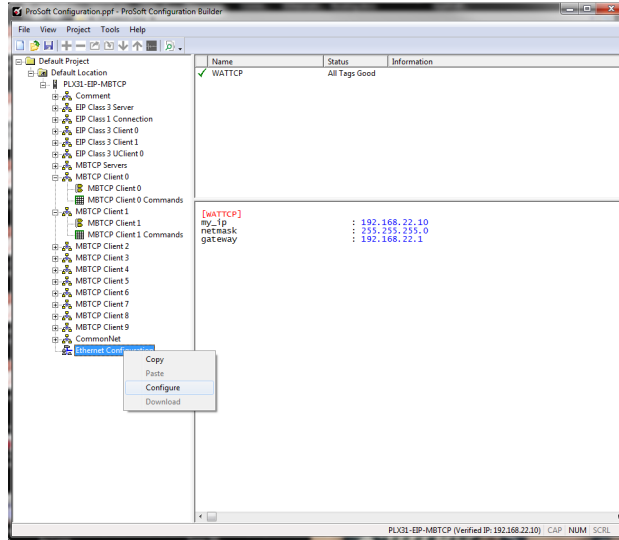 ProSoft Configuration.ppf - ProSoft Configuration Builder
File View Project Tools Help
Default Project
Default Location
PLX31-EIP-MBTCP
Comment
EIP Class 3 Server
EIP Class 1 Connection
EIP Class 3 Client 0
EIP Class 3 Client 1
EIP Class 3 UClient 0
MBTCP Servers
MBTCP Client 0
MBTCP Client 0
MBTCP Client 0 Commands
MBTCP Client 1
MBTCP Client 1
MBTCP Client 1 Commands
MBTCP Client 2
MBTCP Client 3
MBTCP Client 4
MBTCP Client 5
MBTCP Client 6
MBTCP Client 7
MBTCP Client 8
MBTCP Client 9
CommonNet
Ethernet Configuration
Copy
Paste
Configure
Download
Name Status Information
WATTCP All Tags Good
[WATTCP]
my_ip : 192.168.22.10
netmask : 255.255.255.0
gateway : 192.168.22.1
PLX31-EIP-MBTCP (Verified IP: 192.168.22.10) CAP NUM SCRL